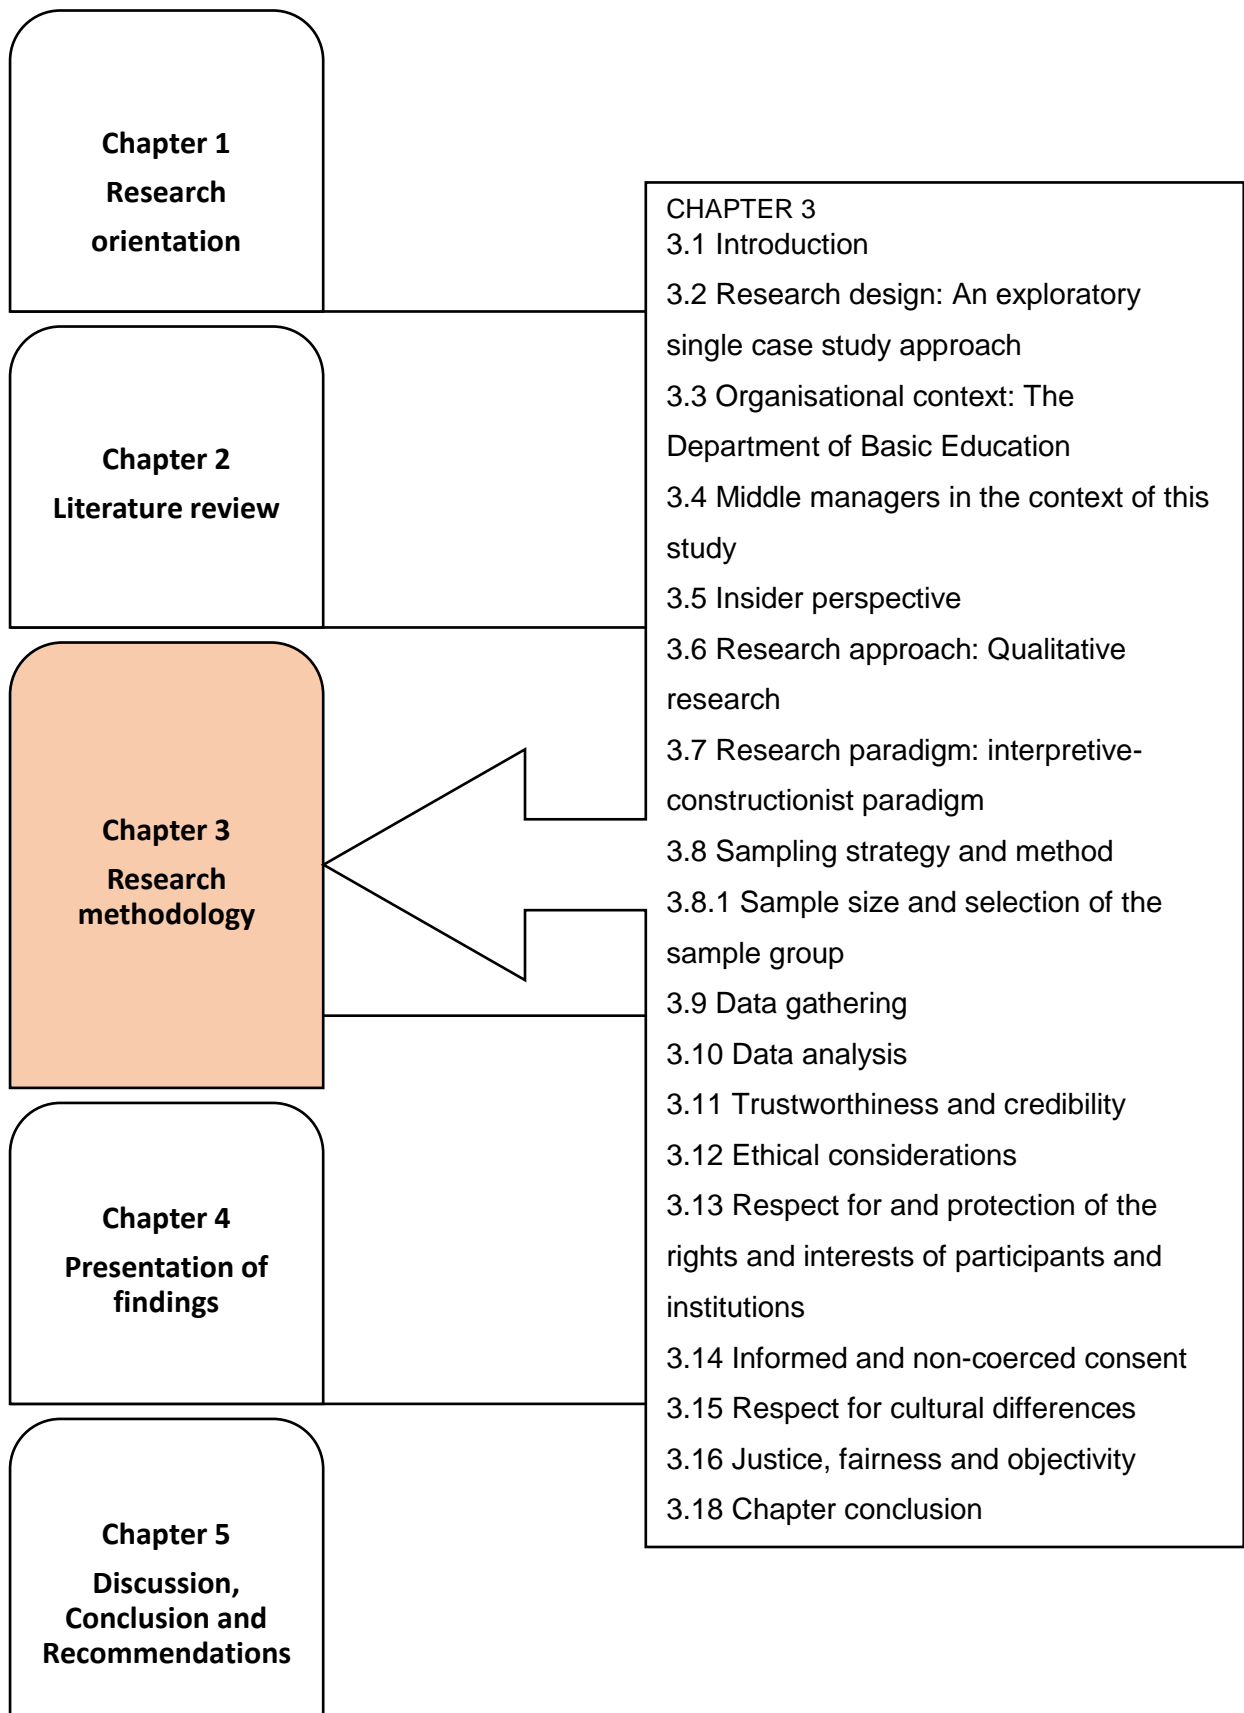 Chapter 1
Research
orientation
Chapter 2
Literature review
Chapter 3
Research
methodology
Chapter 4
Presentation of
findings
Chapter 5
Discussion,
Conclusion and
Recommendations
CHAPTER 3
3.1 Introduction
3.2 Research design: An exploratory
single case study approach
3.3 Organisational context: The
Department of Basic Education
3.4 Middle managers in the context of this
study
3.5 Insider perspective
3.6 Research approach: Qualitative
research
3.7 Research paradigm: interpretive-
constructionist paradigm
3.8 Sampling strategy and method
3.8.1 Sample size and selection of the
sample group
3.9 Data gathering
3.10 Data analysis
3.11 Trustworthiness and credibility
3.12 Ethical considerations
3.13 Respect for and protection of the
rights and interests of participants and
institutions
3.14 Informed and non-coerced consent
3.15 Respect for cultural differences
3.16 Justice, fairness and objectivity
3.18 Chapter conclusion